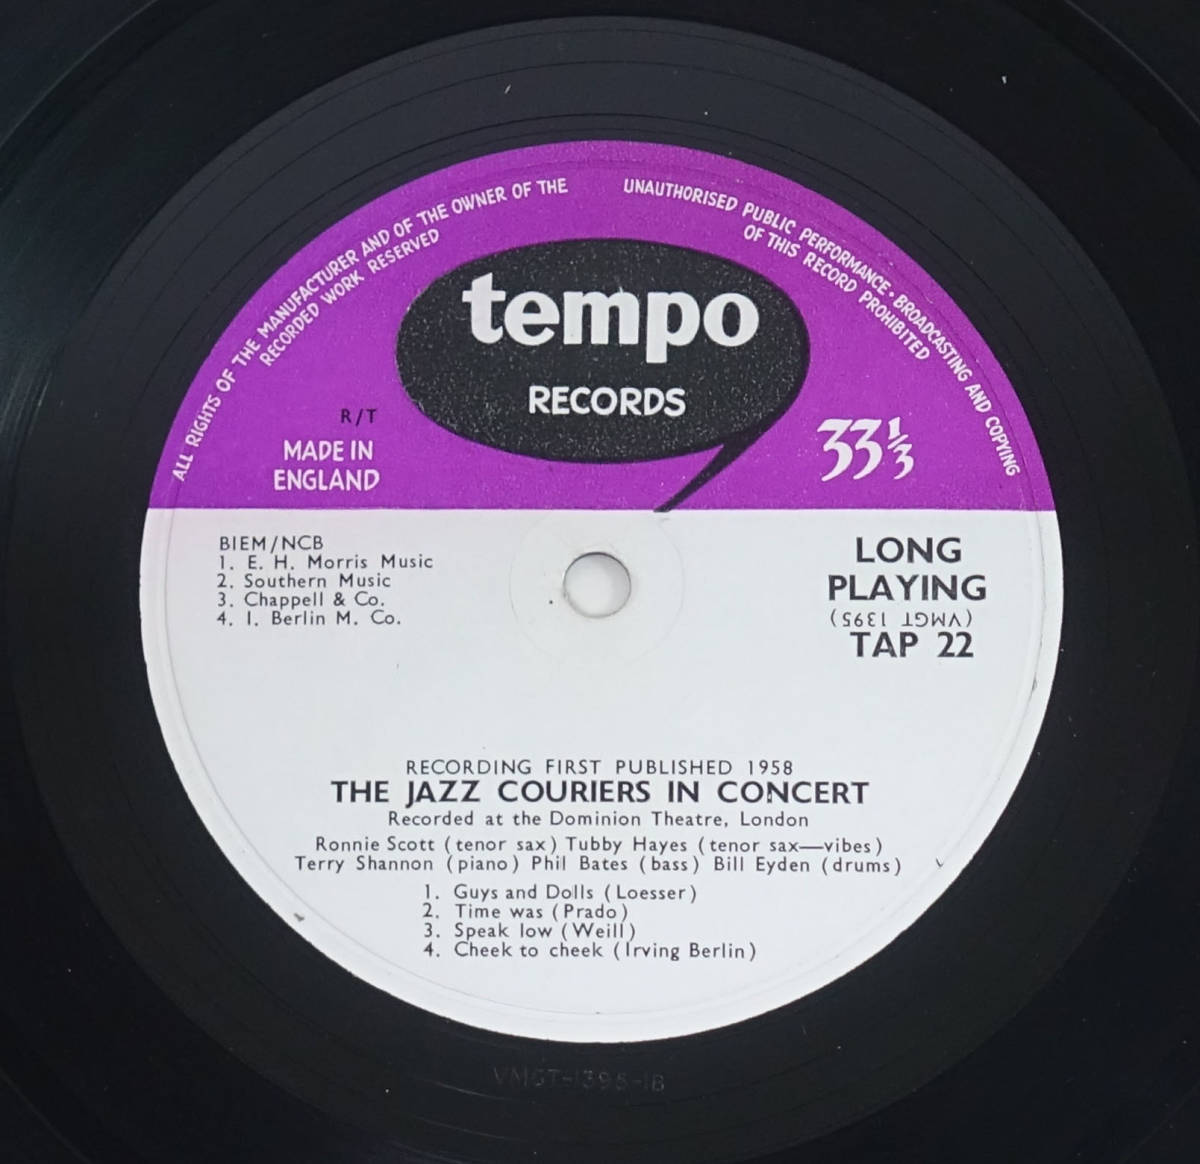 ALL RIGHTS OF THE MANUFACTURER AND OF THE OWNER OF THE
RECORDED WORK RESERVED
UNAUTHORISED PUBLIC PERFORMANCE · BROADCASTING AND COPYING
OF THIS RECORD PROHIBITED
tempo
RECORDS
R/T
MADE IN
ENGLAND
33⅓
BIEM/NCB
1. E. H. Morris Music
2. Southern Music
3. Chappell & Co.
4. I. Berlin M. Co.
LONG
PLAYING
(VMGT 1395)
TAP 22
RECORDING FIRST PUBLISHED 1958
THE JAZZ COURIERS IN CONCERT
Recorded at the Dominion Theatre, London
Ronnie Scott (tenor sax) Tubby Hayes (tenor sax—vibes)
Terry Shannon (piano) Phil Bates (bass) Bill Eyden (drums)
1. Guys and Dolls (Loesser)
2. Time was (Prado)
3. Speak low (Weill)
4. Cheek to cheek (Irving Berlin)
VMGT-1395-1B